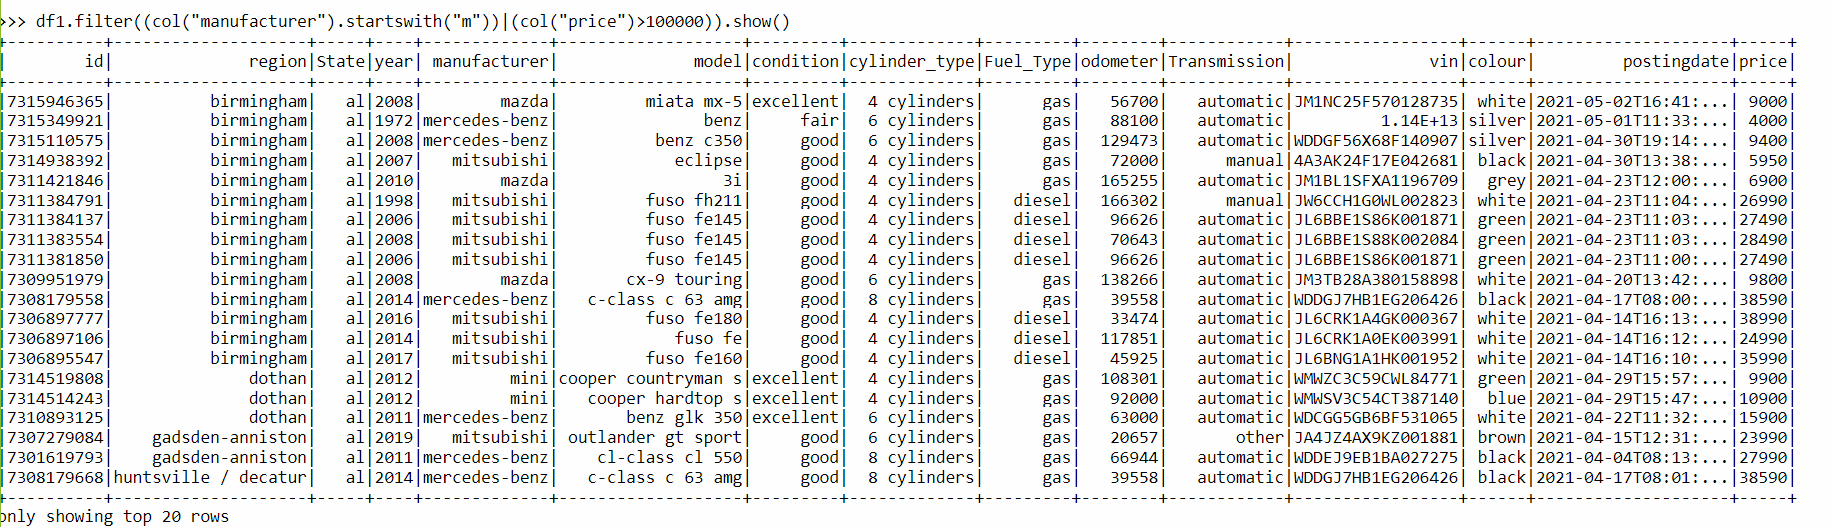 >>> df1.filter((col("manufacturer").startswith("m"))|(col("price")>100000)).show()
+----------+--------------------+-----+----+-------------+--------------------+---------+-------------+---------+--------+------------+-----------------+------+--------------------+-----+
|        id|              region|State|year| manufacturer|               model|condition|cylinder_type|Fuel_Type|odometer|Transmission|              vin|colour|         postingdate|price|
+----------+--------------------+-----+----+-------------+--------------------+---------+-------------+---------+--------+------------+-----------------+------+--------------------+-----+
|7315946365|          birmingham|   al|2008|        mazda|          miata mx-5|excellent|  4 cylinders|      gas|   56700|   automatic|JM1NC25F570128735| white|2021-05-02T16:41:...| 9000|
|7315349921|          birmingham|   al|1972|mercedes-benz|                benz|     fair|  6 cylinders|      gas|   88100|   automatic|         1.14E+13|silver|2021-05-01T11:33:...| 4000|
|7315110575|          birmingham|   al|2008|mercedes-benz|           benz c350|     good|  6 cylinders|      gas|  129473|   automatic|WDDGF56X68F140907|silver|2021-04-30T19:14:...| 9400|
|7314938392|          birmingham|   al|2007|   mitsubishi|             eclipse|     good|  4 cylinders|      gas|   72000|      manual|4A3AK24F17E042681| black|2021-04-30T13:38:...| 5950|
|7311421846|          birmingham|   al|2010|        mazda|                  3i|     good|  4 cylinders|      gas|  165255|   automatic|JM1BL1SFXA1196709|  grey|2021-04-23T12:00:...| 6900|
|7311384791|          birmingham|   al|1998|   mitsubishi|          fuso fh211|     good|  4 cylinders|   diesel|  166302|      manual|JW6CCH1G0WL002823| white|2021-04-23T11:04:...|26990|
|7311384137|          birmingham|   al|2006|   mitsubishi|          fuso fe145|     good|  4 cylinders|   diesel|   96626|   automatic|JL6BBE1S86K001871| green|2021-04-23T11:03:...|27490|
|7311383554|          birmingham|   al|2008|   mitsubishi|          fuso fe145|     good|  4 cylinders|   diesel|   70643|   automatic|JL6BBE1S88K002084| green|2021-04-23T11:03:...|28490|
|7311381850|          birmingham|   al|2006|   mitsubishi|          fuso fe145|     good|  4 cylinders|   diesel|   96626|   automatic|JL6BBE1S86K001871| green|2021-04-23T11:00:...|27490|
|7309951979|          birmingham|   al|2008|        mazda|        cx-9 touring|     good|  6 cylinders|      gas|  138266|   automatic|JM3TB28A380158898| white|2021-04-20T13:42:...| 9800|
|7308179558|          birmingham|   al|2014|mercedes-benz|    c-class c 63 amg|     good|  8 cylinders|      gas|   39558|   automatic|WDDGJ7HB1EG206426| black|2021-04-17T08:00:...|38590|
|7306897777|          birmingham|   al|2016|   mitsubishi|          fuso fe180|     good|  4 cylinders|   diesel|   33474|   automatic|JL6CRK1A4GK000367| white|2021-04-14T16:13:...|38990|
|7306897106|          birmingham|   al|2014|   mitsubishi|             fuso fe|     good|  4 cylinders|   diesel|  117851|   automatic|JL6CRK1A0EK003991| white|2021-04-14T16:12:...|24990|
|7306895547|          birmingham|   al|2017|   mitsubishi|          fuso fe160|     good|  4 cylinders|   diesel|   45925|   automatic|JL6BNG1A1HK001952| white|2021-04-14T16:10:...|35990|
|7314519808|              dothan|   al|2012|         mini|cooper countryman s|excellent|  4 cylinders|      gas|  108301|   automatic|WMWZC3C59CWL84771| green|2021-04-29T15:57:...| 9900|
|7314514243|              dothan|   al|2012|         mini|    cooper hardtop s|excellent|  4 cylinders|      gas|   92000|   automatic|WMWSV3C54CT387140|  blue|2021-04-29T15:47:...|10900|
|7310893125|              dothan|   al|2011|mercedes-benz|        benz glk 350|excellent|  6 cylinders|      gas|   63000|   automatic|WDCGG5GB6BF531065| white|2021-04-22T11:32:...|15900|
|7307279084|    gadsden-anniston|   al|2019|   mitsubishi|  outlander gt sport|     good|  6 cylinders|      gas|   20657|       other|JA4JZ4AX9KZ001881| brown|2021-04-15T12:31:...|23990|
|7301619793|    gadsden-anniston|   al|2011|mercedes-benz|     cl-class cl 550|     good|  8 cylinders|      gas|   66944|   automatic|WDDEJ9EB1BA027275| black|2021-04-04T08:13:...|27990|
|7308179668|huntsville / decatur|   al|2014|mercedes-benz|    c-class c 63 amg|     good|  8 cylinders|      gas|   39558|   automatic|WDDGJ7HB1EG206426| black|2021-04-17T08:01:...|38590|
+----------+--------------------+-----+----+-------------+--------------------+---------+-------------+---------+--------+------------+-----------------+------+--------------------+-----+
only showing top 20 rows